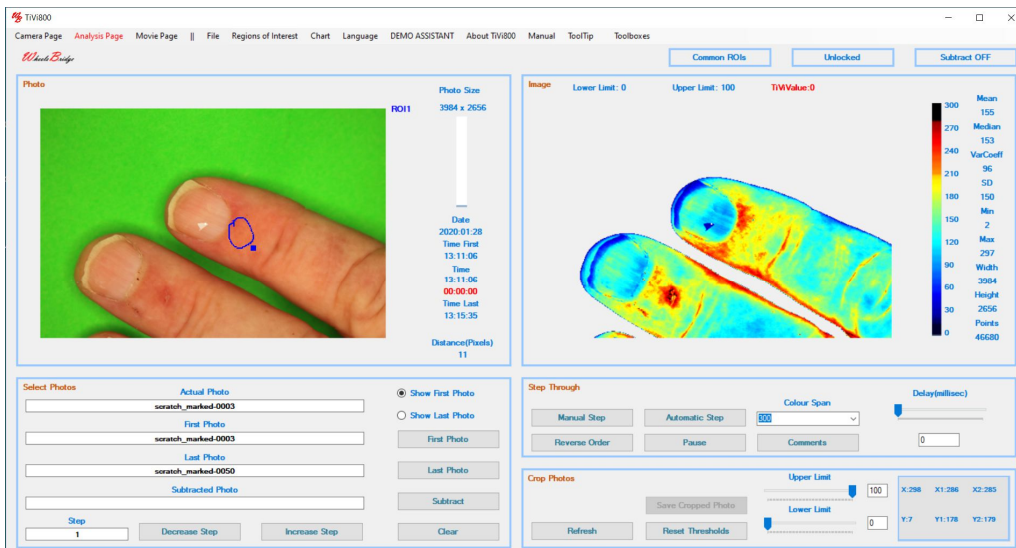 TiVi800
Camera Page Analysis Page Movie Page || File Regions of Interest Chart Language DEMO ASSISTANT About TiVi800 Manual ToolTip Toolboxes
WheelsBridge
Common ROIs Unlocked Subtract OFF
Photo
ROI1
Photo Size
3984 x 2656
Date
2020:01:28
Time First
13:11:06
Time
13:11:06
00:00:00
Time Last
13:15:35
Distance(Pixels)
11
Image Lower Limit: 0 Upper Limit: 100 TiViValue:0
300
270
240
210
180
150
120
90
60
30
0
Mean
155
Median
153
VarCoeff
96
SD
150
Min
2
Max
297
Width
3984
Height
2656
Points
46680
Select Photos
Actual Photo
scratch_marked-0003
First Photo
scratch_marked-0003
Last Photo
scratch_marked-0050
Subtracted Photo
Step
1
Decrease Step Increase Step
Show First Photo
Show Last Photo
First Photo
Last Photo
Subtract
Clear
Step Through
Manual Step Automatic Step
Colour Span
300
Reverse Order Pause Comments
Delay(millisec)
0
Crop Photos
Save Cropped Photo
Refresh Reset Thresholds
Upper Limit
100
Lower Limit
0
X:298 X1:286 X2:285
Y:7 Y1:178 Y2:179